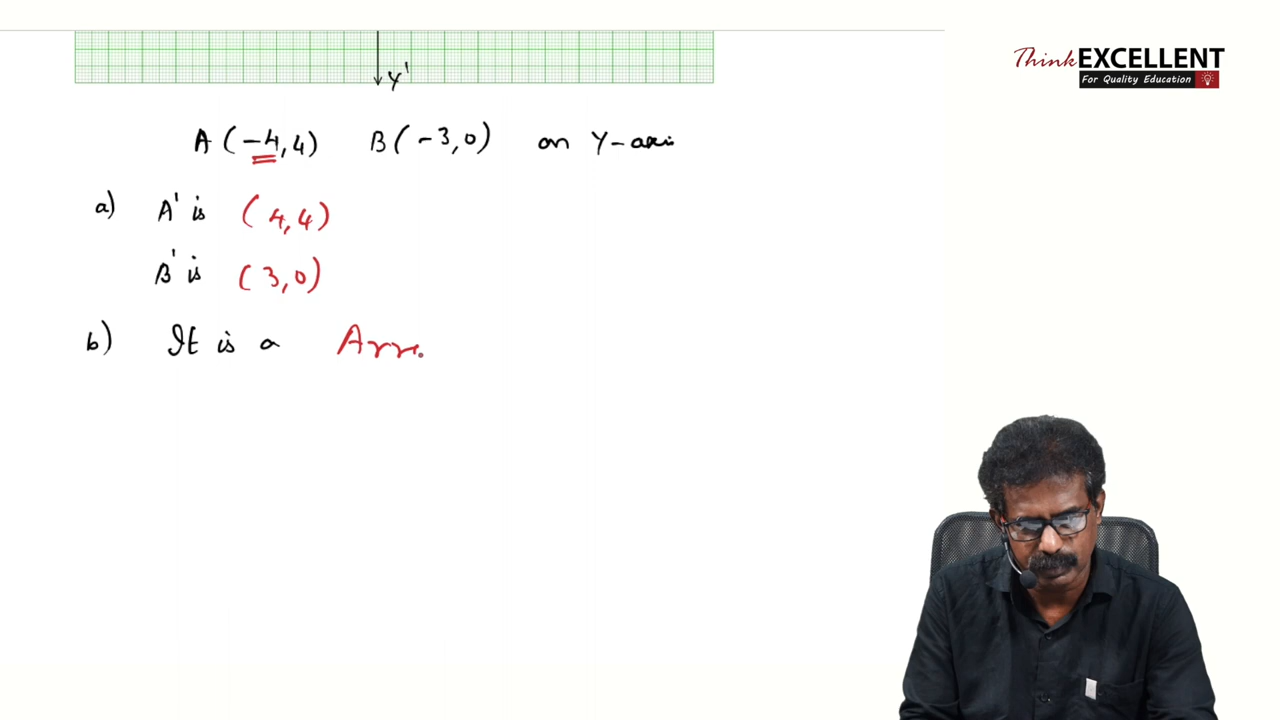 Think EXCELLENT
For Quality Education
Y'
A (-4,4) B (-3,0) on Y-axis
a) A' is (4,4)
B' is (3,0)
b) It is a Arr